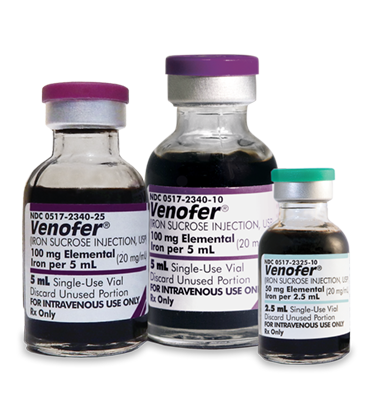 NDC 0517-2340-25
Venofer®
(IRON SUCROSE INJECTION, USP)
100 mg Elemental (20 mg/mL)
Iron per 5 mL
5 mL Single-Use Vial
Discard Unused Portion
FOR INTRAVENOUS USE ONLY
Rx Only
NDC 0517-2340-10
Venofer®
(IRON SUCROSE INJECTION, USP
100 mg Elemental (20 mg/
Iron per 5 mL
5 mL Single-Use Vial
Discard Unused Portion
FOR INTRAVENOUS USE ONLY
Rx Only
NDC 0517-2325-10
Venofer®
(IRON SUCROSE INJECTION, USP)
50 mg Elemental (20 mg/mL)
Iron per 2.5 mL
2.5 mL Single-Use Vial
Discard Unused Portion
FOR INTRAVENOUS USE ONLY
Rx Only